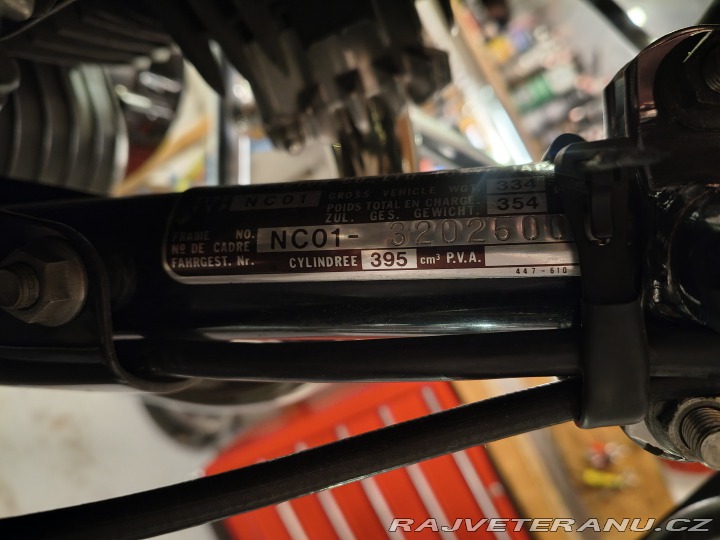 NC01
GROSS VEHICLE WGT. 334
POIDS TOTAL EN CHARGE
ZUL. GES. GEWICHT. 354
FRAME NO.
Nº DE CADRE NC01-
FAHRGEST. Nr.
CYLINDREE 395 cm³ P.V.A.
447-610
RAJVETERANU.CZ